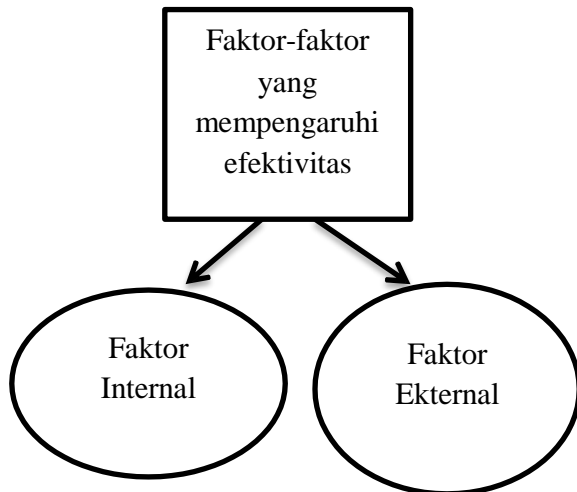 Faktor-faktor
yang
mempengaruhi
efektivitas
Faktor
Internal
Faktor
Ekternal